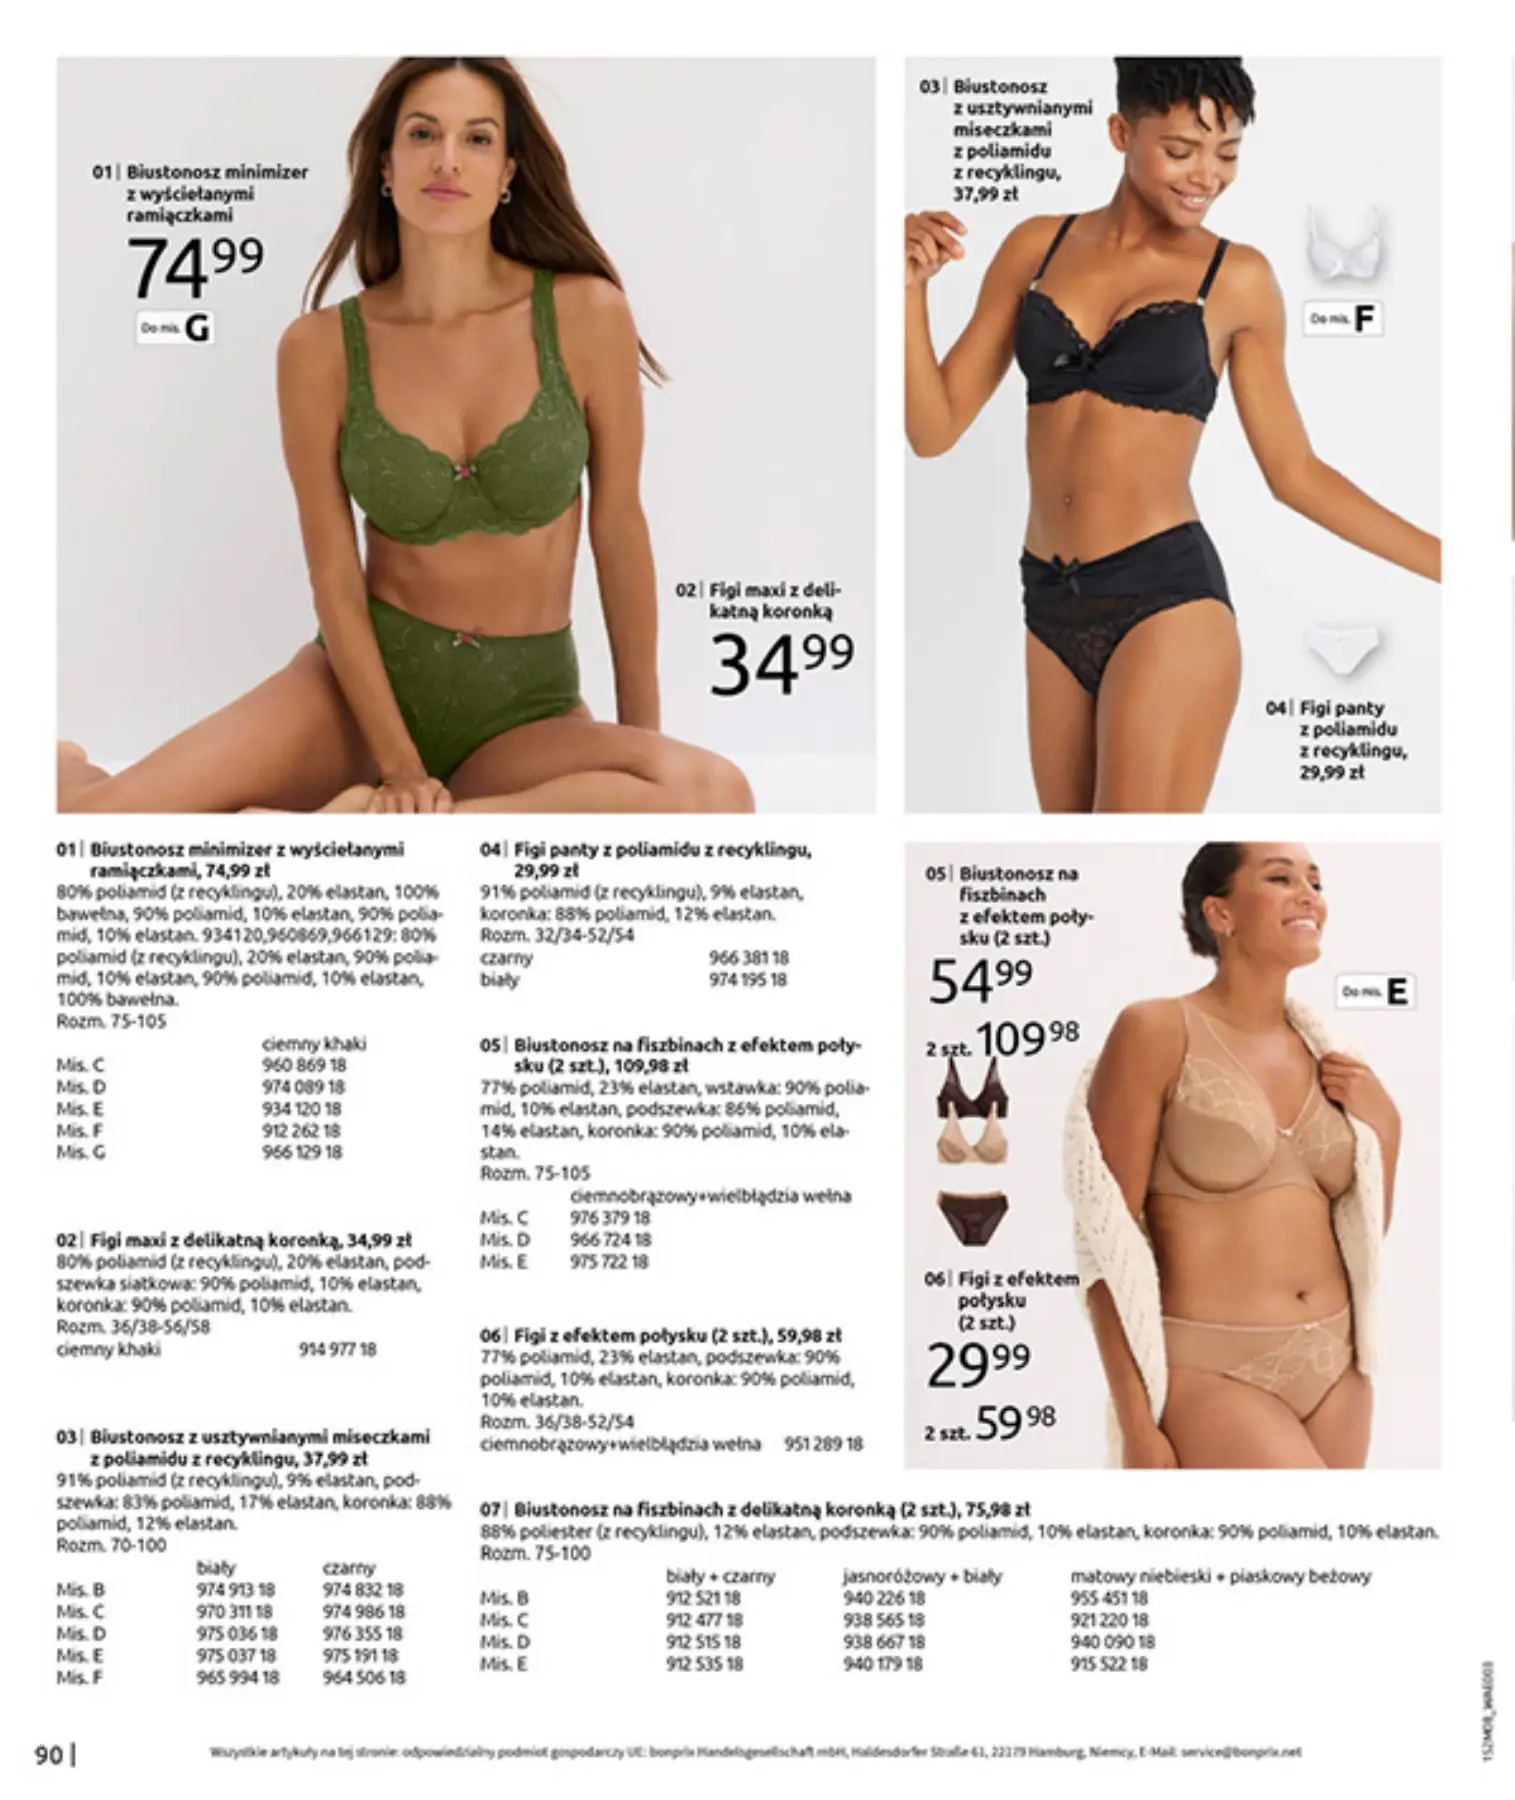 01| Biustonosz minimizer
z wyściełanymi
ramiączkami
74 99
Do mis. G
02| Figi maxi z deli-
katną koronką
34 99
03| Biustonosz
z usztywnianymi
miseczkami
z poliamidu
z recyklingu,
37,99 zł
Do mis. F
04| Figi panty
z poliamidu
z recyklingu,
29,99 zł
01| Biustonosz minimizer z wyściełanymi
ramiączkami, 74,99 zł
80% poliamid (z recyklingu), 20% elastan, 100%
bawełna, 90% poliamid, 10% elastan, 90% polia-
mid, 10% elastan. 934120,960869,966129: 80%
poliamid (z recyklingu), 20% elastan, 90% polia-
mid, 10% elastan, 90% poliamid, 10% elastan,
100% bawełna.
Rozm. 75-105
ciemny khaki
Mis. C 960 869 18
Mis. D 974 089 18
Mis. E 934 120 18
Mis. F 912 262 18
Mis. G 966 129 18
02| Figi maxi z delikatną koronką, 34,99 zł
80% poliamid (z recyklingu), 20% elastan, pod-
szewka siatkowa: 90% poliamid, 10% elastan,
koronka: 90% poliamid, 10% elastan.
Rozm. 36/38-56/58
ciemny khaki 914 977 18
03| Biustonosz z usztywnianymi miseczkami
z poliamidu z recyklingu, 37,99 zł
91% poliamid (z recyklingu), 9% elastan, pod-
szewka: 83% poliamid, 17% elastan, koronka: 88%
poliamid, 12% elastan.
Rozm. 70-100
biały czarny
Mis. B 974 913 18 974 832 18
Mis. C 970 311 18 974 986 18
Mis. D 975 036 18 976 355 18
Mis. E 975 037 18 975 191 18
Mis. F 965 994 18 964 506 18
04| Figi panty z poliamidu z recyklingu,
29,99 zł
91% poliamid (z recyklingu), 9% elastan,
koronka: 88% poliamid, 12% elastan.
Rozm. 32/34-52/54
czarny 966 381 18
biały 974 195 18
05| Biustonosz na fiszbinach z efektem poły-
sku (2 szt.), 109,98 zł
77% poliamid, 23% elastan, wstawka: 90% polia-
mid, 10% elastan, podszewka: 86% poliamid,
14% elastan, koronka: 90% poliamid, 10% ela-
stan.
Rozm. 75-105
ciemnobrązowy+wielbłądzia wełna
Mis. C 976 379 18
Mis. D 966 724 18
Mis. E 975 722 18
06| Figi z efektem połysku (2 szt.), 59,98 zł
77% poliamid, 23% elastan, podszewka: 90%
poliamid, 10% elastan, koronka: 90% poliamid,
10% elastan.
Rozm. 36/38-52/54
ciemnobrązowy+wielbłądzia wełna 951 289 18
05| Biustonosz na
fiszbinach
z efektem poły-
sku (2 szt.)
54 99
2 szt. 109 98
Do mis. E
06| Figi z efektem
połysku
(2 szt.)
29 99
2 szt. 59 98
07| Biustonosz na fiszbinach z delikatną koronką (2 szt.), 75,98 zł
88% poliester (z recyklingu), 12% elastan, podszewka: 90% poliamid, 10% elastan, koronka: 90% poliamid, 10% elastan.
Rozm. 75-100
biały + czarny jasnoróżowy + biały matowy niebieski + piaskowy beżowy
Mis. B 912 521 18 940 226 18 955 451 18
Mis. C 912 477 18 938 565 18 921 220 18
Mis. D 912 515 18 938 667 18 940 090 18
Mis. E 912 535 18 940 179 18 915 522 18
90|
Wszystkie artykuły na tej stronie: odpowiedzialny podmiot gospodarczy UE: bonprix Handelsgesellschaft mbH, Haldesdorfer Straße 61, 22179 Hamburg, Niemcy, E-Mail: service@bonprix.net
152M08_WAE003